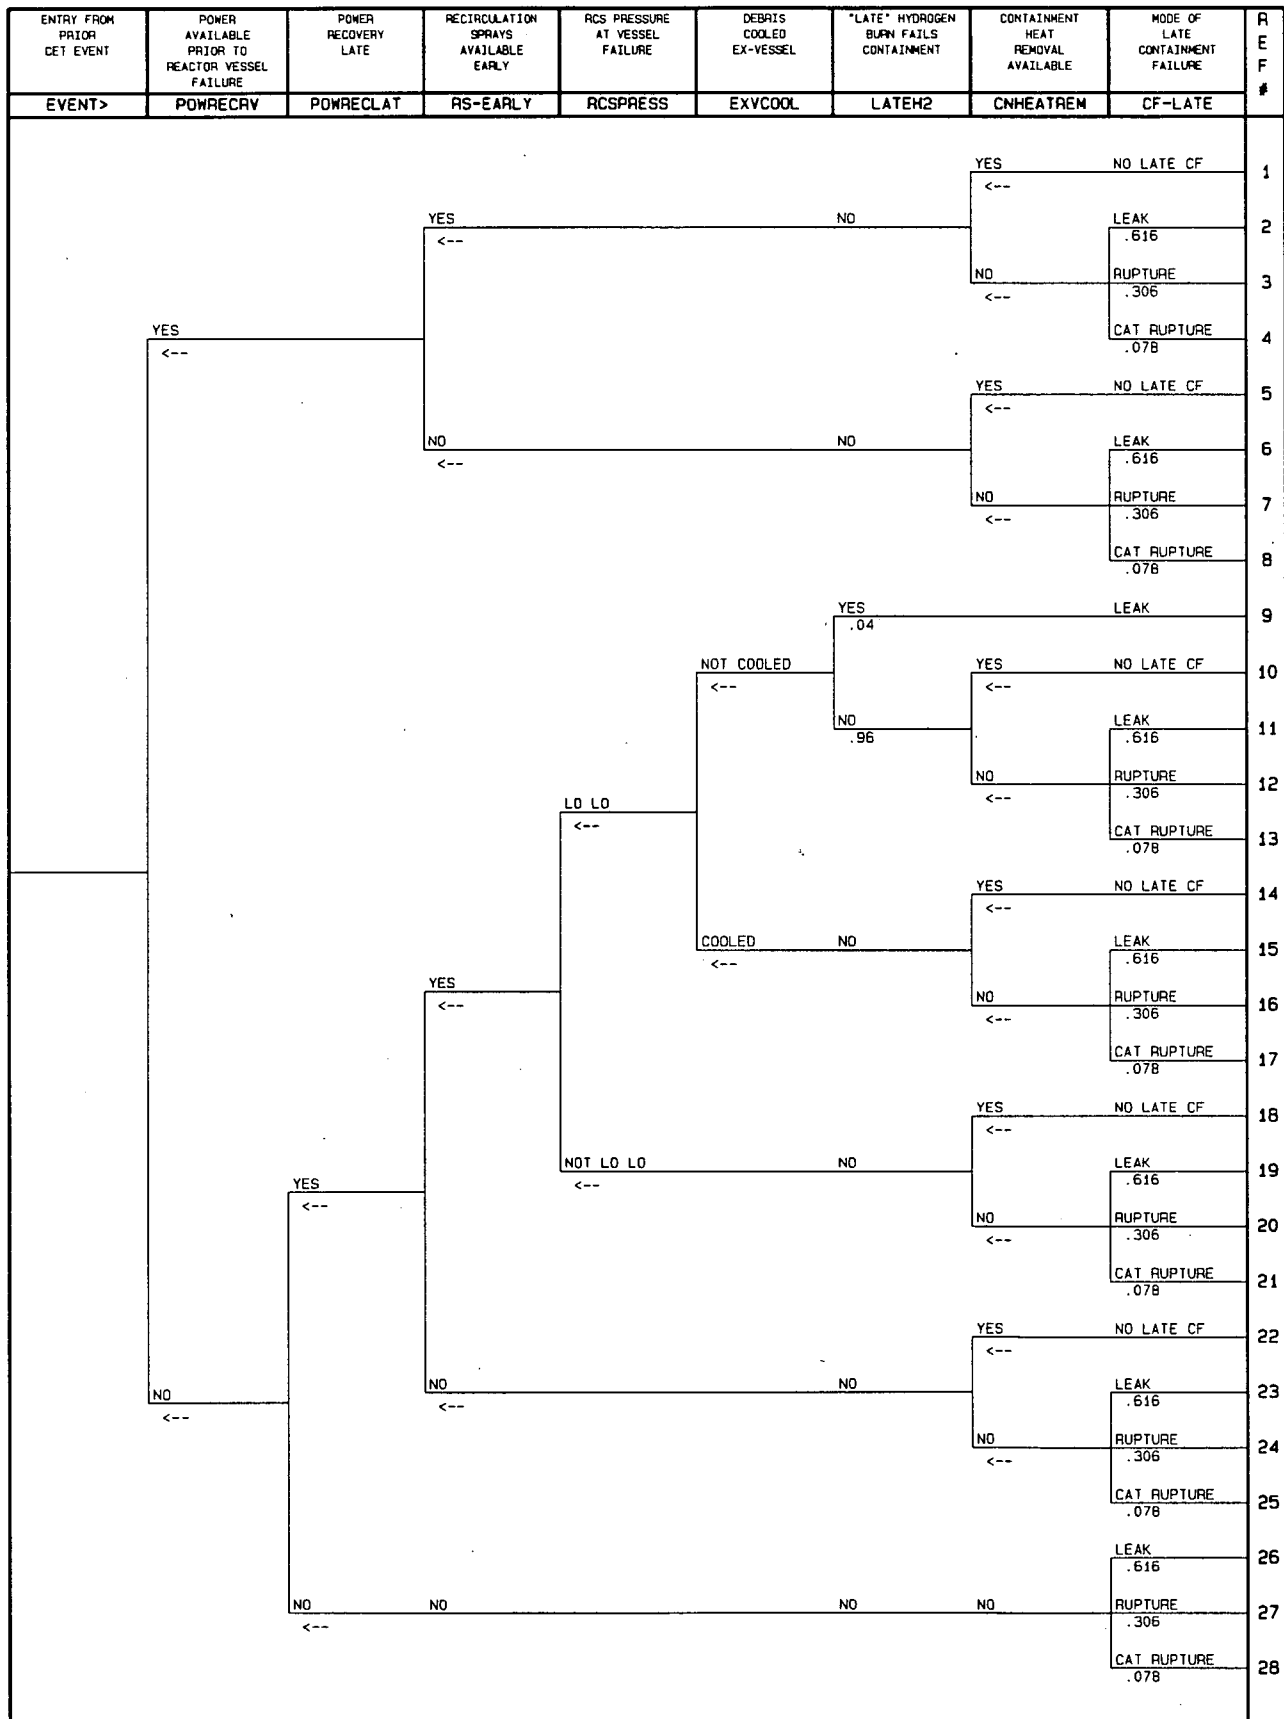 ENTRY FROM
PRIOR
CET EVENT
POWER
AVAILABLE
PRIOR TO
REACTOR VESSEL
FAILURE
POWER
RECOVERY
LATE
RECIRCULATION
SPRAYS
AVAILABLE
EARLY
RCS PRESSURE
AT VESSEL
FAILURE
DEBRIS
COOLED
EX-VESSEL
"LATE" HYDROGEN
BURN FAILS
CONTAINMENT
CONTAINMENT
HEAT
REMOVAL
AVAILABLE
MODE OF
LATE
CONTAINMENT
FAILURE
R
E
F
#
EVENT> POWRECRV POWRECLAT RS-EARLY RCSPRESS EXVCOOL LATEH2 CNHEATREM CF-LATE
YES NO LATE CF 1
<--
YES NO LEAK 2
<-- .616
NO RUPTURE 3
<-- .306
YES CAT RUPTURE 4
<-- .078
YES NO LATE CF 5
<--
NO NO LEAK 6
<-- .616
NO RUPTURE 7
<-- .306
CAT RUPTURE 8
.078
YES LEAK 9
.04
NOT COOLED YES NO LATE CF 10
<-- <--
NO LEAK 11
.96 .616
NO RUPTURE 12
<-- .306
LO LO
<--
CAT RUPTURE 13
.078
YES NO LATE CF 14
<--
COOLED NO LEAK 15
<-- .616
YES NO RUPTURE 16
<-- <-- .306
CAT RUPTURE 17
.078
YES NO LATE CF 18
<--
NOT LO LO NO LEAK 19
<-- .616
YES
<--
NO RUPTURE 20
<-- .306
CAT RUPTURE 21
.078
YES NO LATE CF 22
<--
NO NO LEAK 23
<-- .616
NO
<--
NO RUPTURE 24
<-- .306
CAT RUPTURE 25
.078
LEAK 26
.616
NO NO NO NO RUPTURE 27
<-- .306
CAT RUPTURE 28
.078